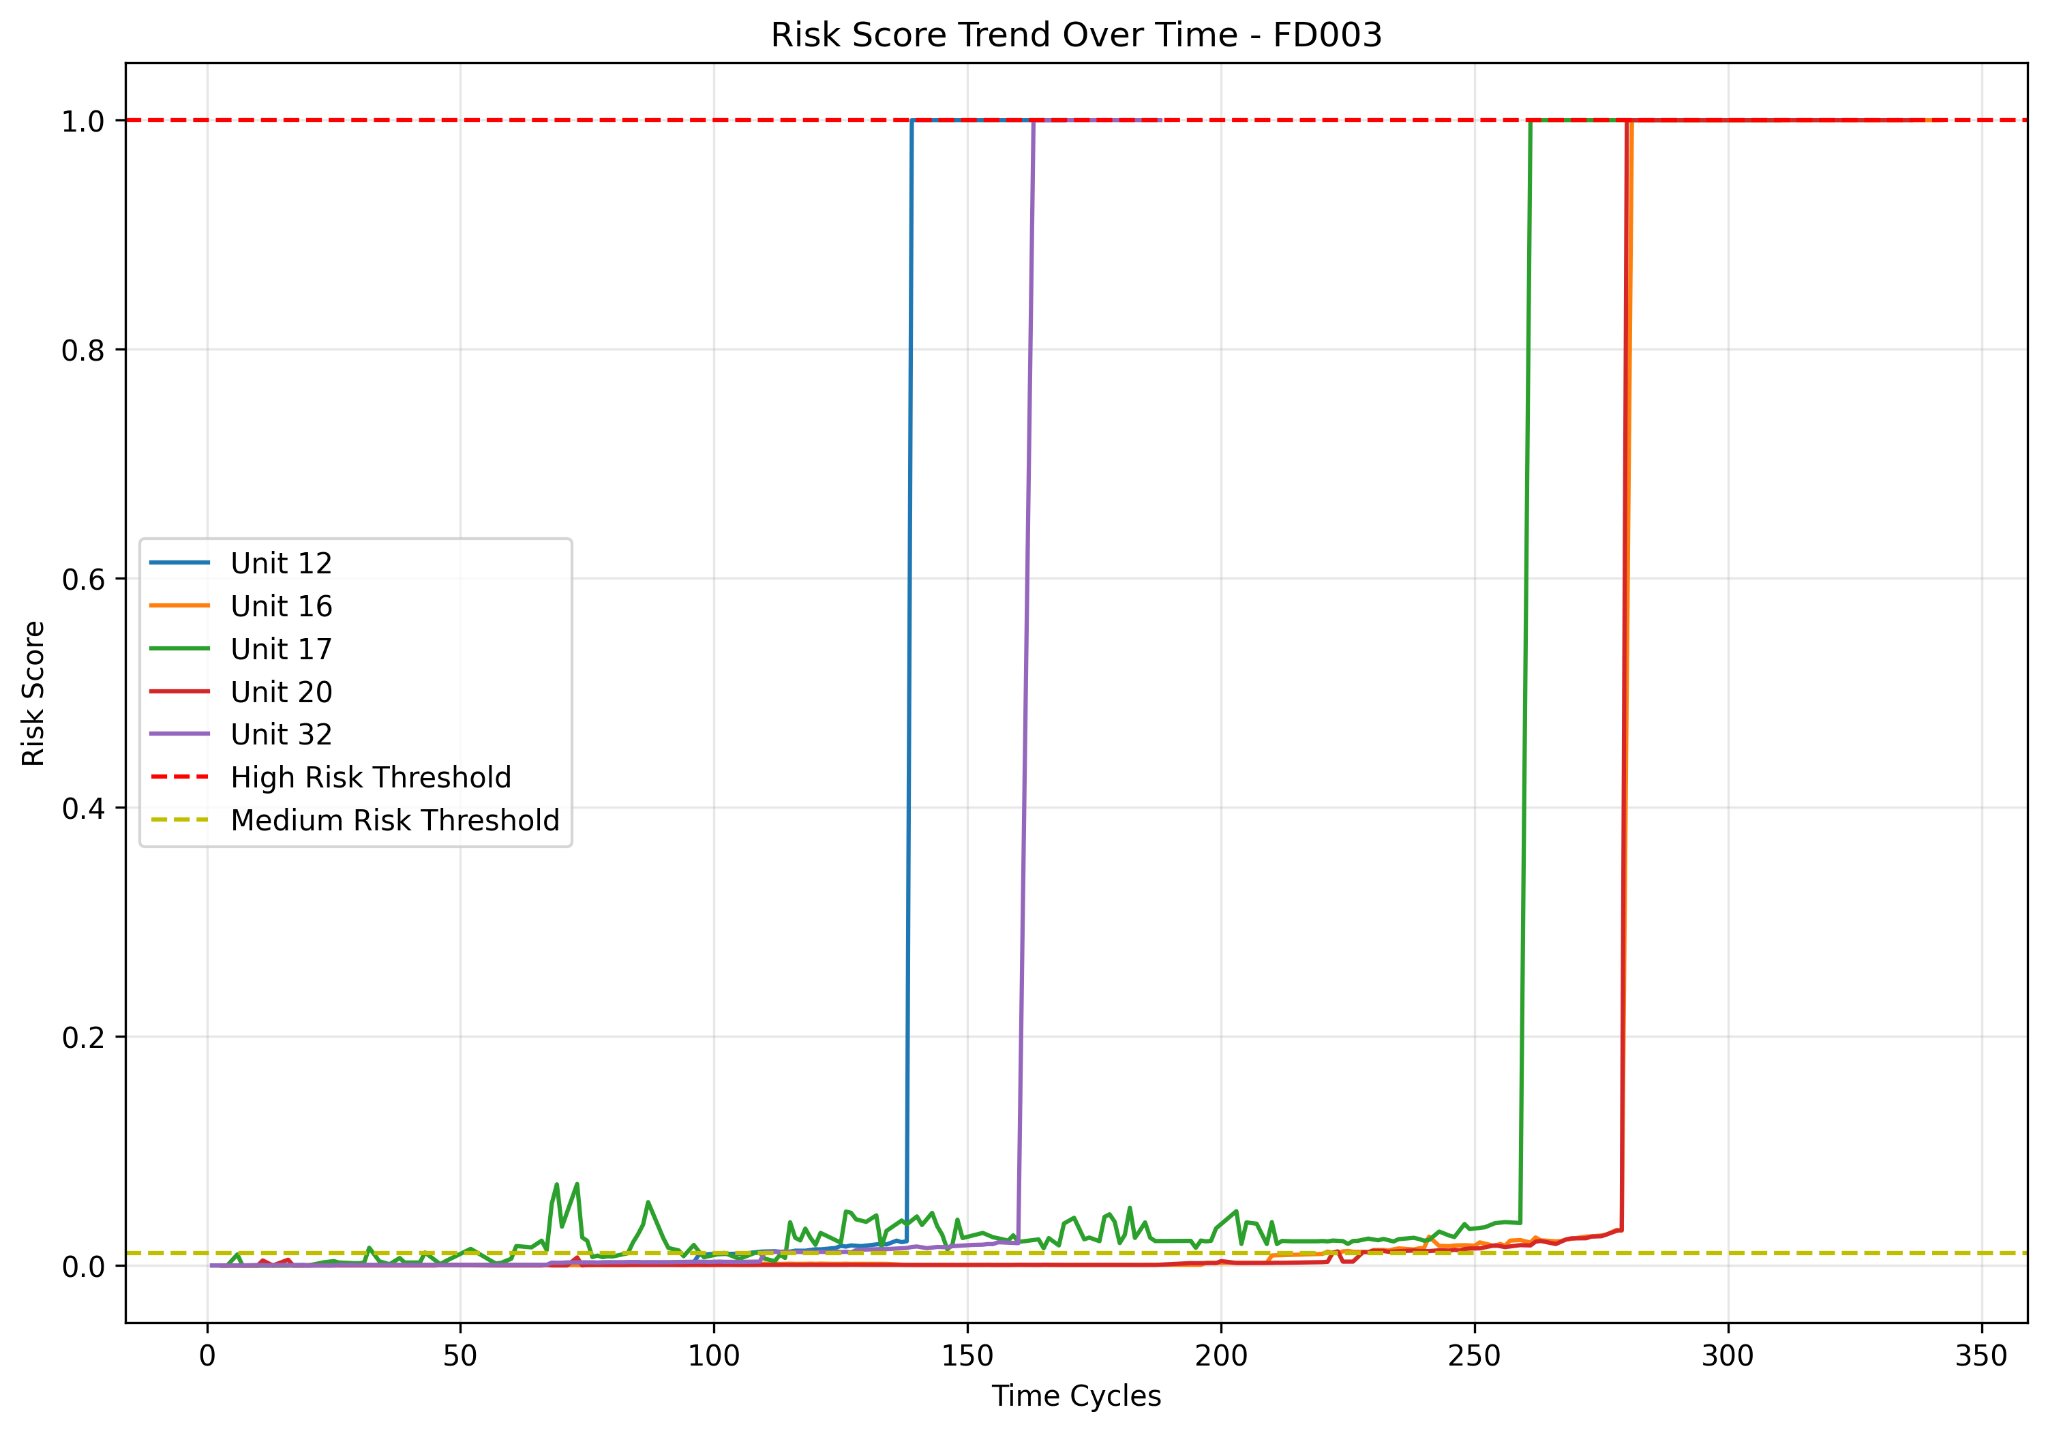 Risk Score Trend Over Time - FD003
1.0
0.8
0.6
0.4
0.2
0.0
Risk Score
Unit 12
Unit 16
Unit 17
Unit 20
Unit 32
High Risk Threshold
Medium Risk Threshold
0 50 100 150 200 250 300 350
Time Cycles